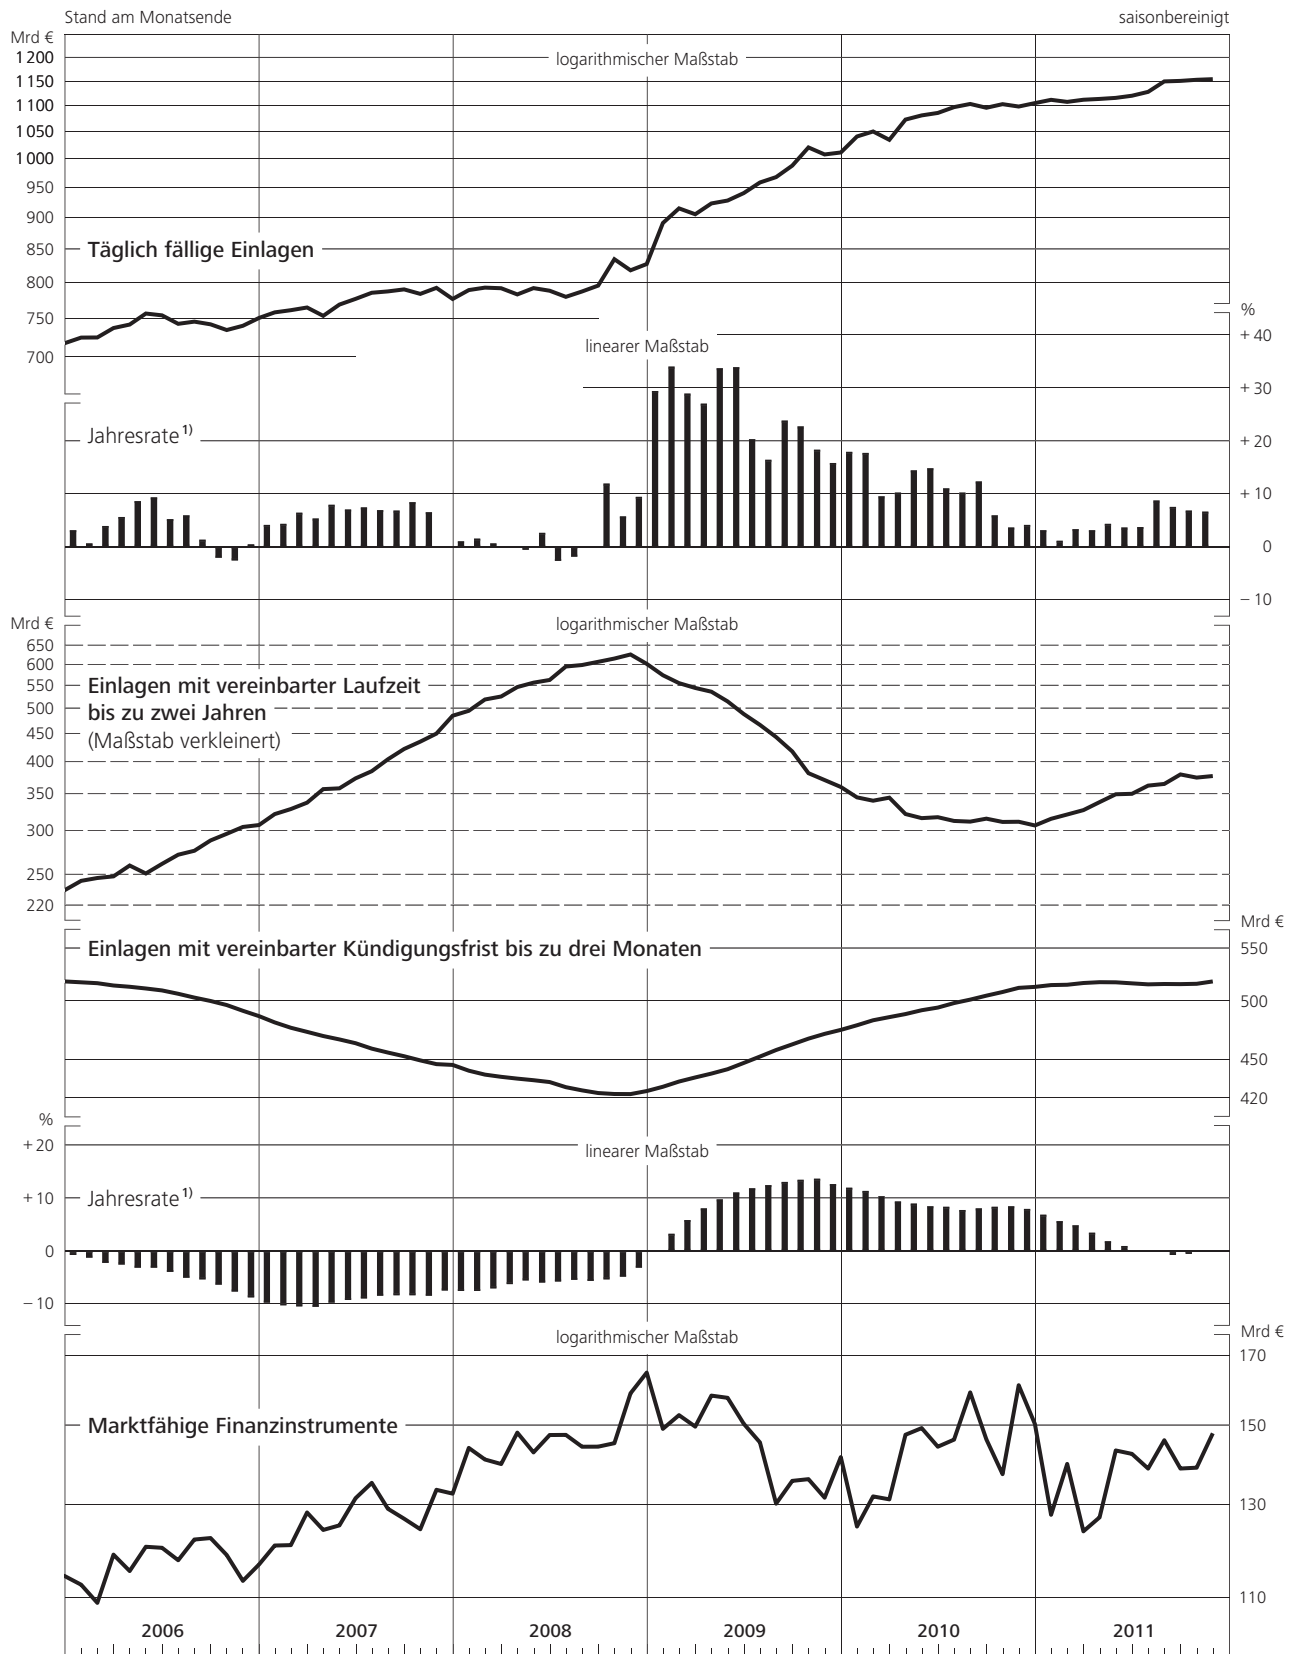 Stand am Monatsende saisonbereinigt
Mrd €
1 200 logarithmischer Maßstab
1 150
1 100
1 050
1 000
950
900
850 Täglich fällige Einlagen
800
750 %
+ 40
700 linearer Maßstab
+ 30
Jahresrate 1) + 20
+ 10
0
− 10
Mrd € logarithmischer Maßstab
650
600
550 Einlagen mit vereinbarter Laufzeit
500 bis zu zwei Jahren
450 (Maßstab verkleinert)
400
350
300
250
220
Mrd €
Einlagen mit vereinbarter Kündigungsfrist bis zu drei Monaten 550
500
450
420
%
+ 20 linearer Maßstab
+ 10 Jahresrate 1)
0
− 10
logarithmischer Maßstab Mrd €
170
Marktfähige Finanzinstrumente 150
130
110
2006 2007 2008 2009 2010 2011